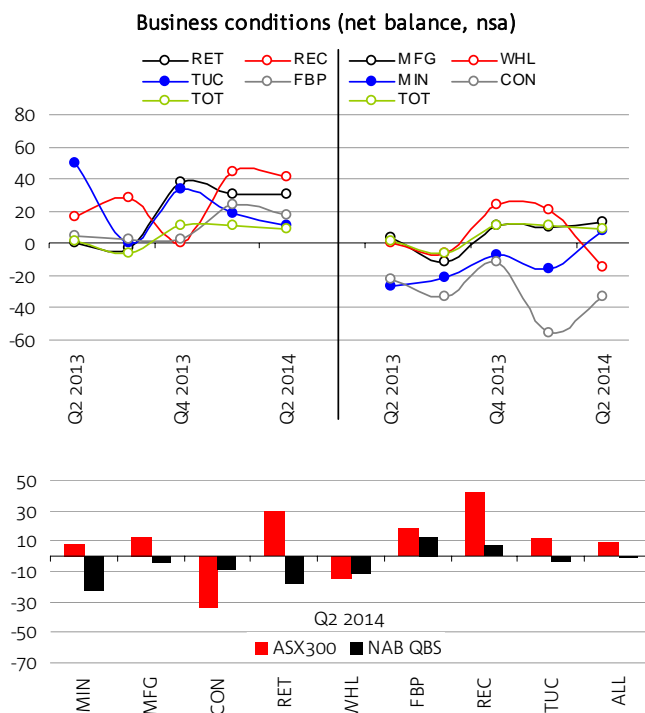 Business conditions (net balance, nsa)
RET REC MFG WHL
TUC FBP MIN CON
TOT TOT
80
60
40
20
0
-20
-40
-60
Q2 2013 Q4 2013 Q2 2014 Q2 2013 Q4 2013 Q2 2014
50
30
10
-10
-30
-50
-70
Q2 2014
ASX300 NAB QBS
MIN MFG CON RET WHL FBP REC TUC ALL